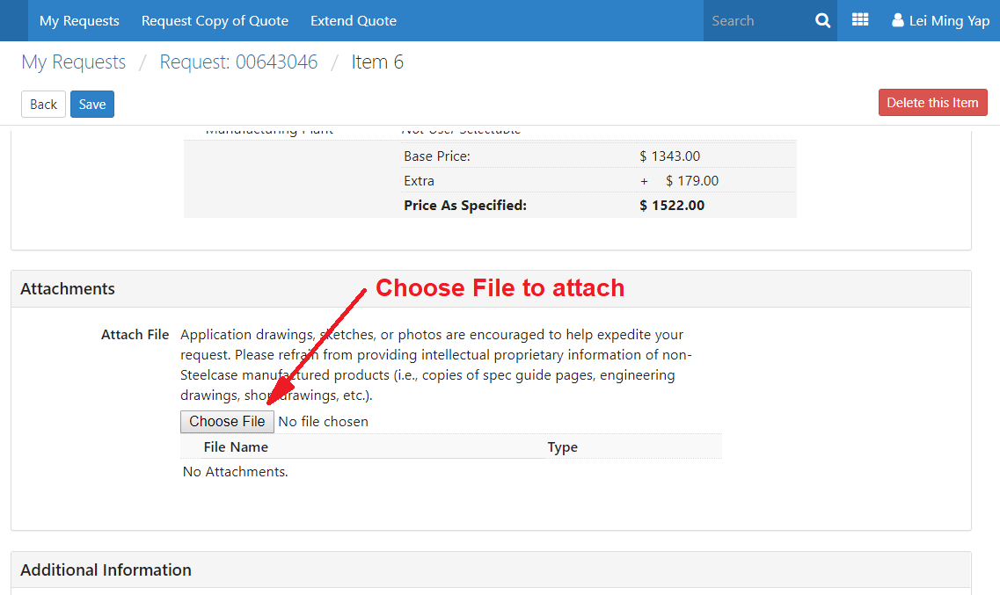 My Requests Request Copy of Quote Extend Quote Search Lei Ming Yap
My Requests / Request: 00643046 / Item 6
Back Save Delete this Item
Manufacturing Plant Not User Selectable
Base Price: $ 1343.00
Extra + $ 179.00
Price As Specified: $ 1522.00
Attachments
Choose File to attach
Attach File Application drawings, sketches, or photos are encouraged to help expedite your
request. Please refrain from providing intellectual proprietary information of non-
Steelcase manufactured products (i.e., copies of spec guide pages, engineering
drawings, shop drawings, etc.).
Choose File No file chosen
File Name Type
No Attachments.
Additional Information